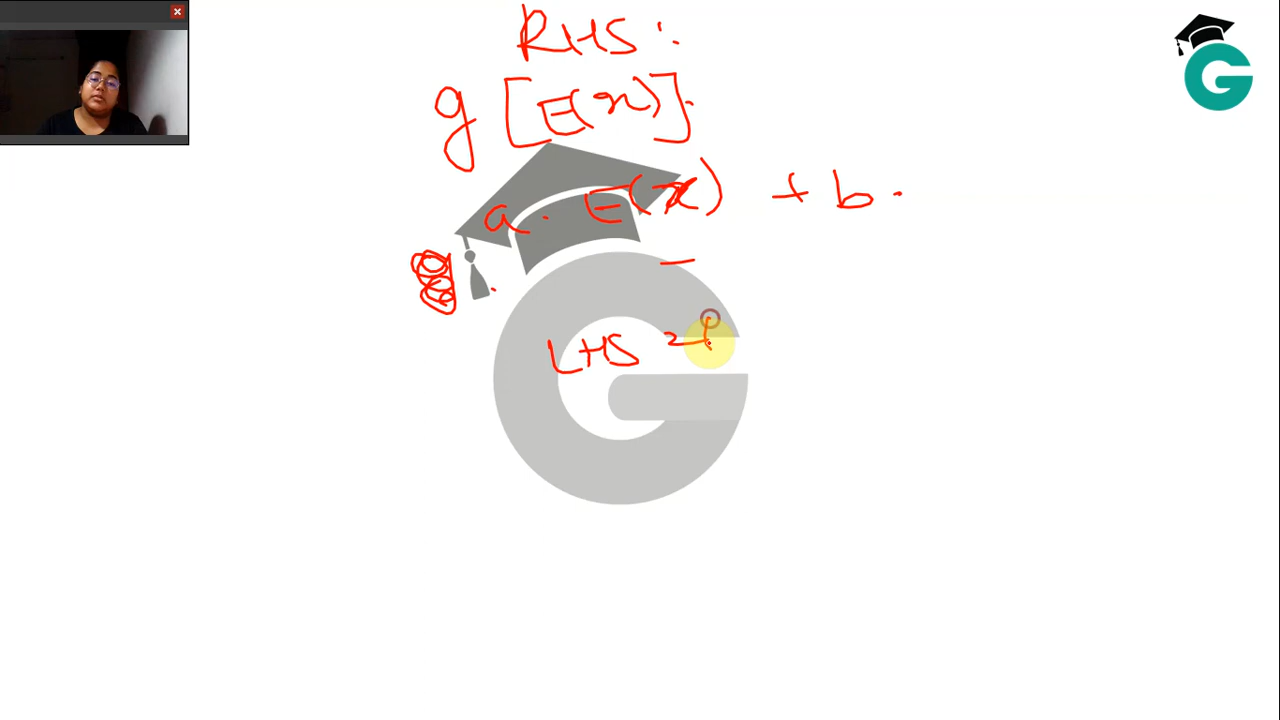 RHS :
g [E(x)].
a. E(x) + b.
LHS =